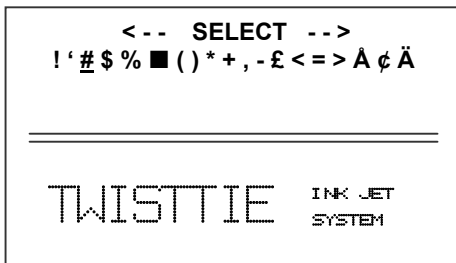 <-- SELECT -->
! ‘ # $ % ■ ( ) * + , - £ < = > Å ¢ Ä
TWISTTIE INK JET
SYSTEM